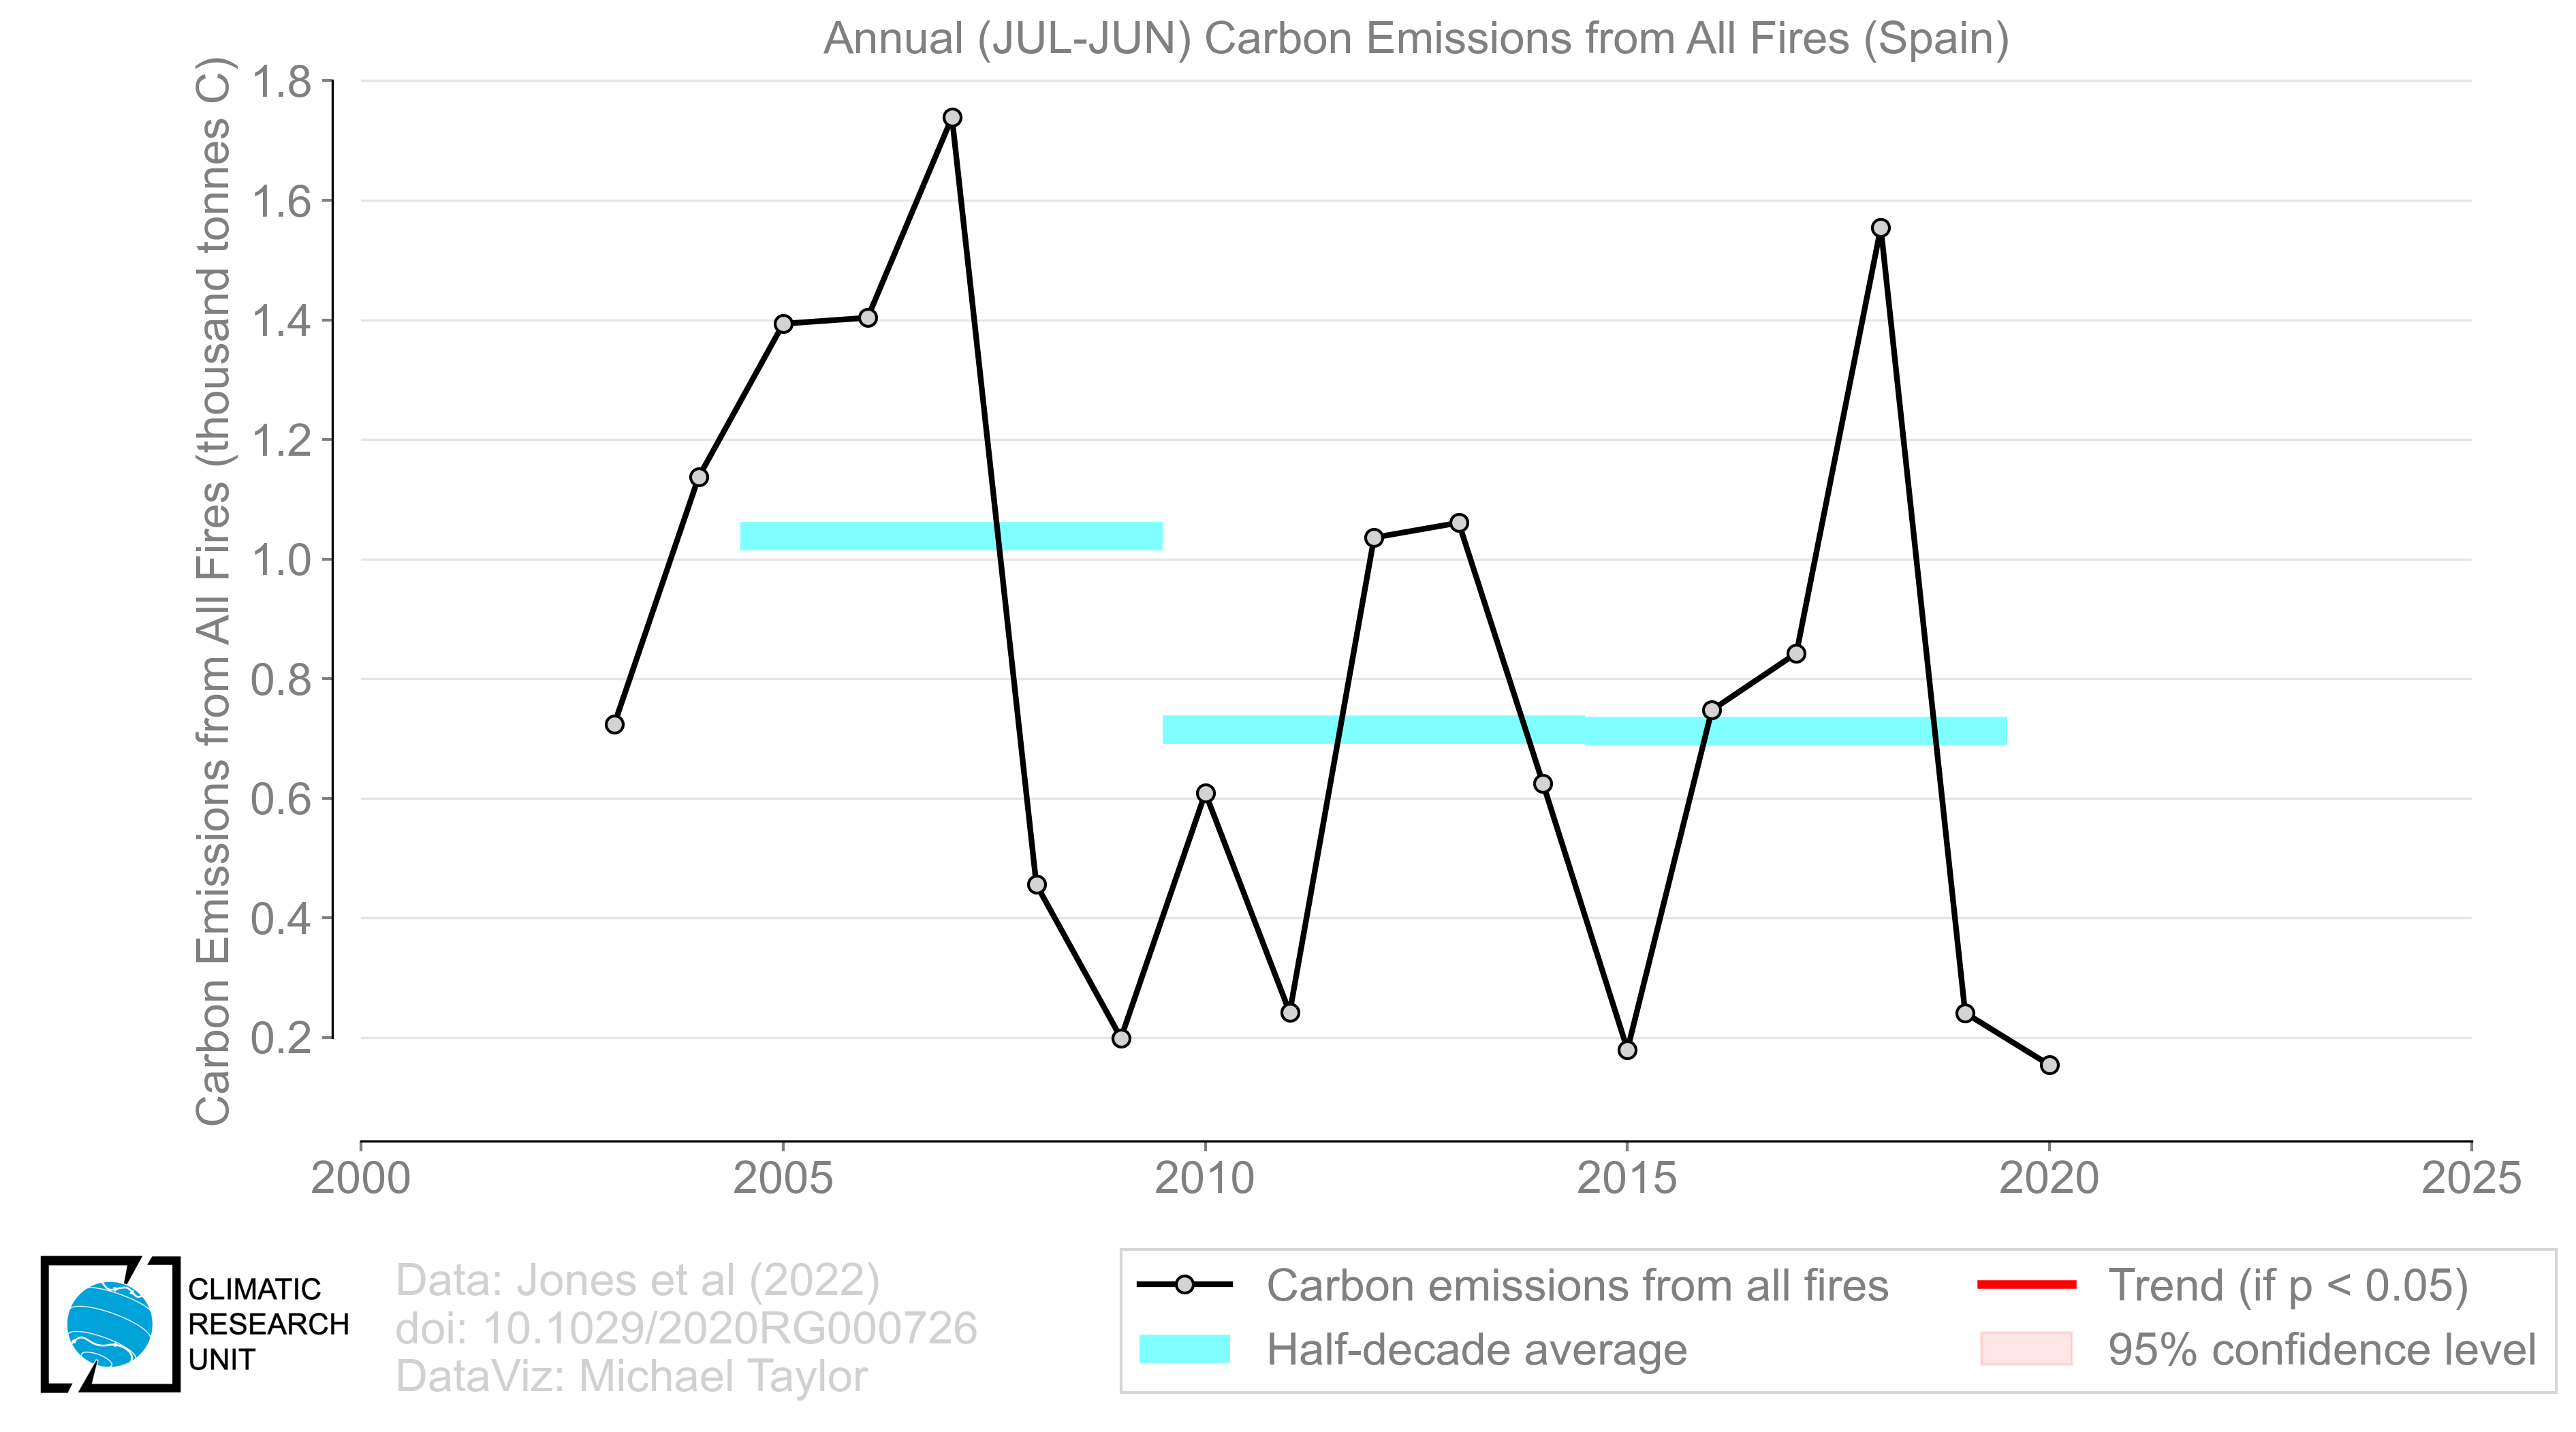 Annual (JUL-JUN) Carbon Emissions from All Fires (Spain)
Carbon Emissions from All Fires (thousand tonnes C)
1.8
1.6
1.4
1.2
1.0
0.8
0.6
0.4
0.2
2000 2005 2010 2015 2020 2025
CLIMATIC
RESEARCH
UNIT
Data: Jones et al (2022)
doi: 10.1029/2020RG000726
DataViz: Michael Taylor
Carbon emissions from all fires
Half-decade average
Trend (if p < 0.05)
95% confidence level